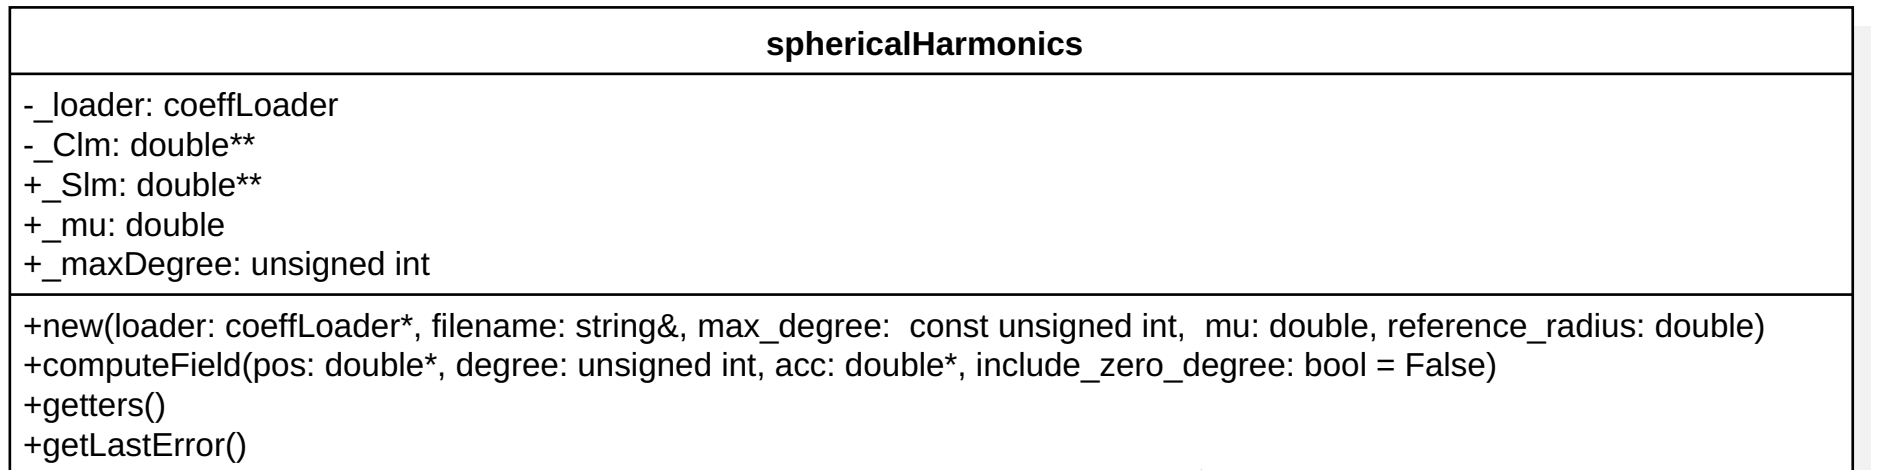 sphericalHarmonics
-_loader: coeffLoader
-_Clm: double**
+_Slm: double**
+_mu: double
+_maxDegree: unsigned int
+new(loader: coeffLoader*, filename: string&, max_degree:  const unsigned int,  mu: double, reference_radius: double)
+computeField(pos: double*, degree: unsigned int, acc: double*, include_zero_degree: bool = False)
+getters()
+getLastError()